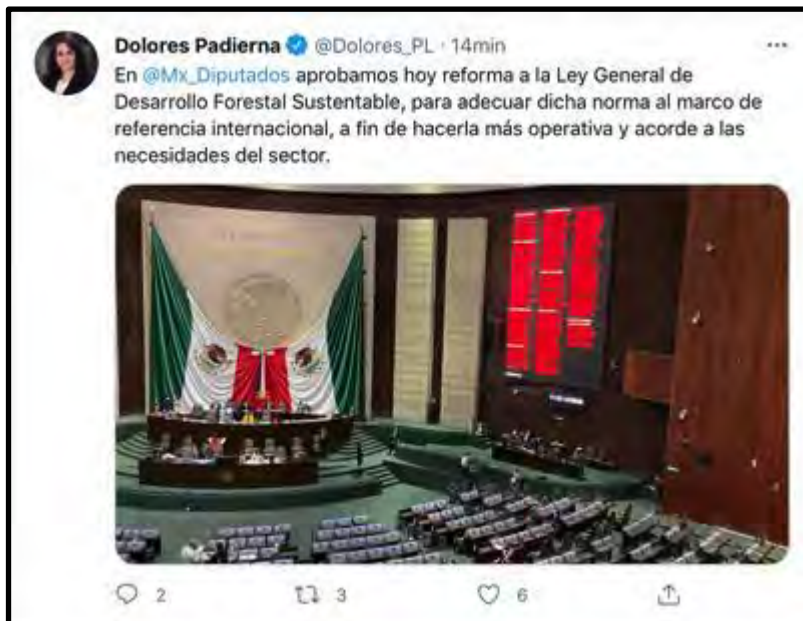 Dolores Padierna @Dolores_PL · 14min
En @Mx_Diputados aprobamos hoy reforma a la Ley General de
Desarrollo Forestal Sustentable, para adecuar dicha norma al marco de
referencia internacional, a fin de hacerla más operativa y acorde a las
necesidades del sector.
2 3 6